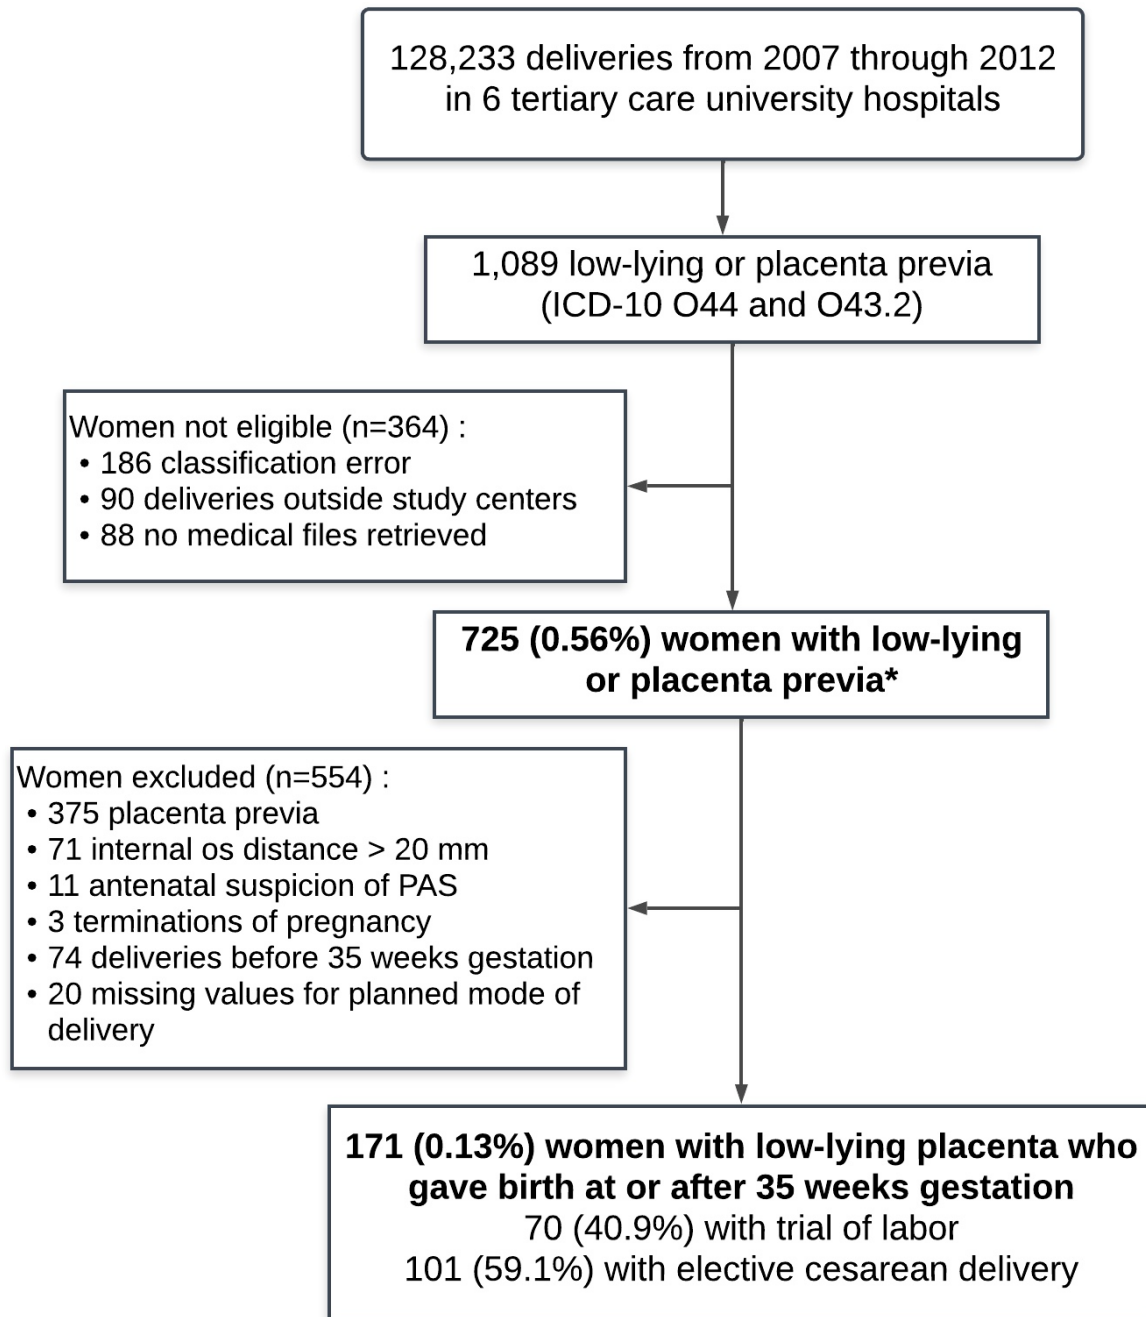 128,233 deliveries from 2007 through 2012
in 6 tertiary care university hospitals
1,089 low-lying or placenta previa
(ICD-10 O44 and O43.2)
Women not eligible (n=364) :
• 186 classification error
• 90 deliveries outside study centers
• 88 no medical files retrieved
725 (0.56%) women with low-lying
or placenta previa*
Women excluded (n=554) :
• 375 placenta previa
• 71 internal os distance > 20 mm
• 11 antenatal suspicion of PAS
• 3 terminations of pregnancy
• 74 deliveries before 35 weeks gestation
• 20 missing values for planned mode of
delivery
171 (0.13%) women with low-lying placenta who
gave birth at or after 35 weeks gestation
70 (40.9%) with trial of labor
101 (59.1%) with elective cesarean delivery